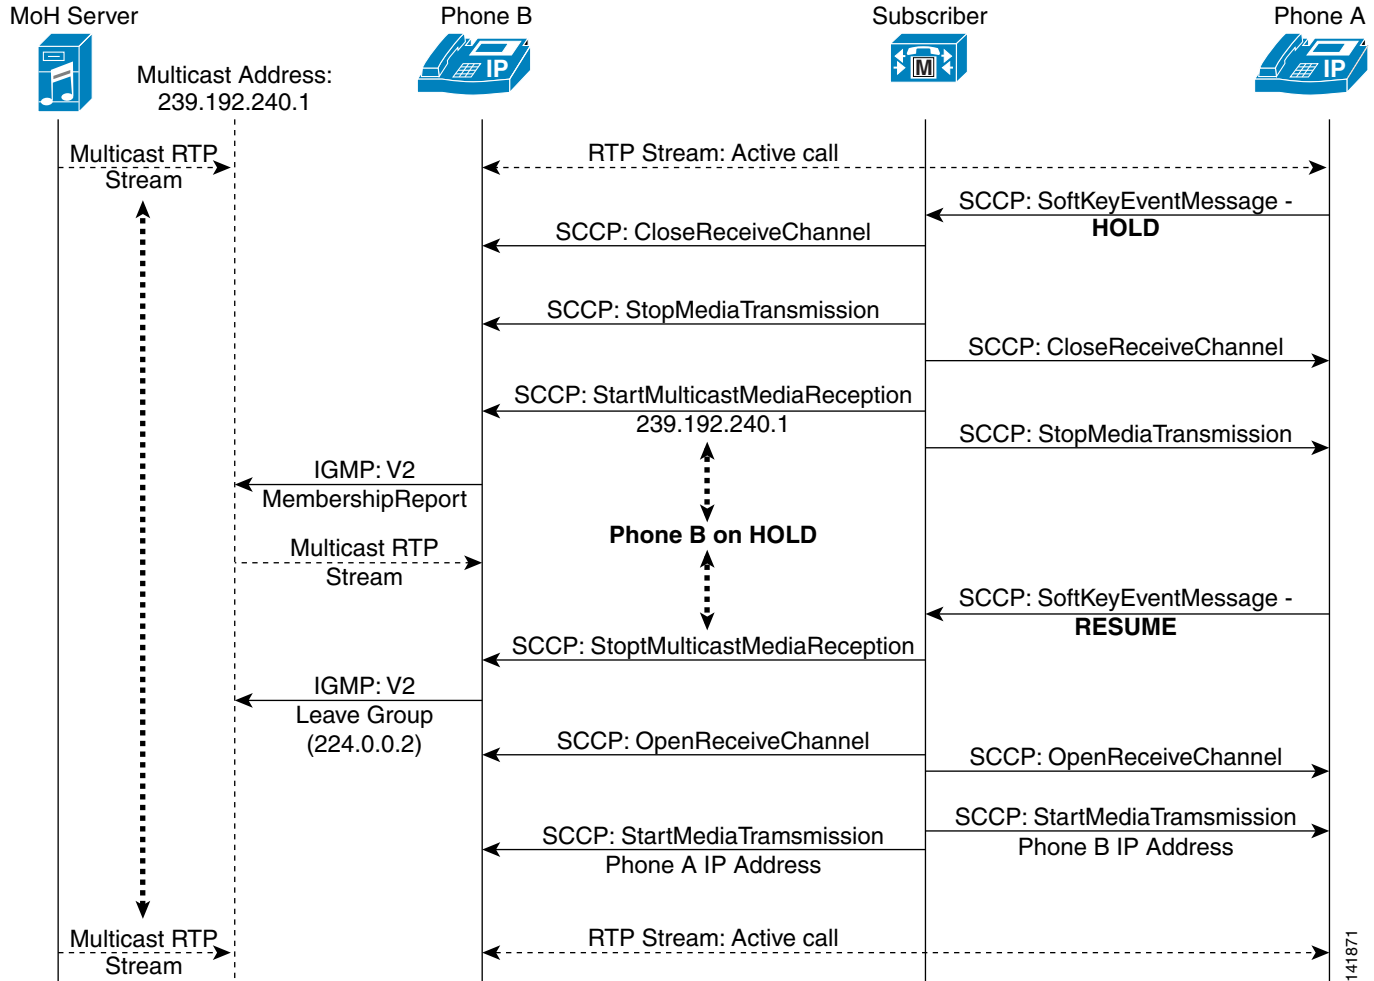 MoH Server
Phone B
Subscriber
Phone A
IP
M
IP
Multicast Address:
239.192.240.1
Multicast RTP
Stream
RTP Stream: Active call
SCCP: SoftKeyEventMessage -
HOLD
SCCP: CloseReceiveChannel
SCCP: StopMediaTransmission
SCCP: CloseReceiveChannel
SCCP: StartMulticastMediaReception
239.192.240.1
SCCP: StopMediaTransmission
IGMP: V2
MembershipReport
Phone B on HOLD
Multicast RTP
Stream
SCCP: SoftKeyEventMessage -
RESUME
SCCP: StoptMulticastMediaReception
IGMP: V2
Leave Group
(224.0.0.2)
SCCP: OpenReceiveChannel
SCCP: OpenReceiveChannel
SCCP: StartMediaTramsmission
Phone B IP Address
SCCP: StartMediaTramsmission
Phone A IP Address
Multicast RTP
Stream
RTP Stream: Active call
141871